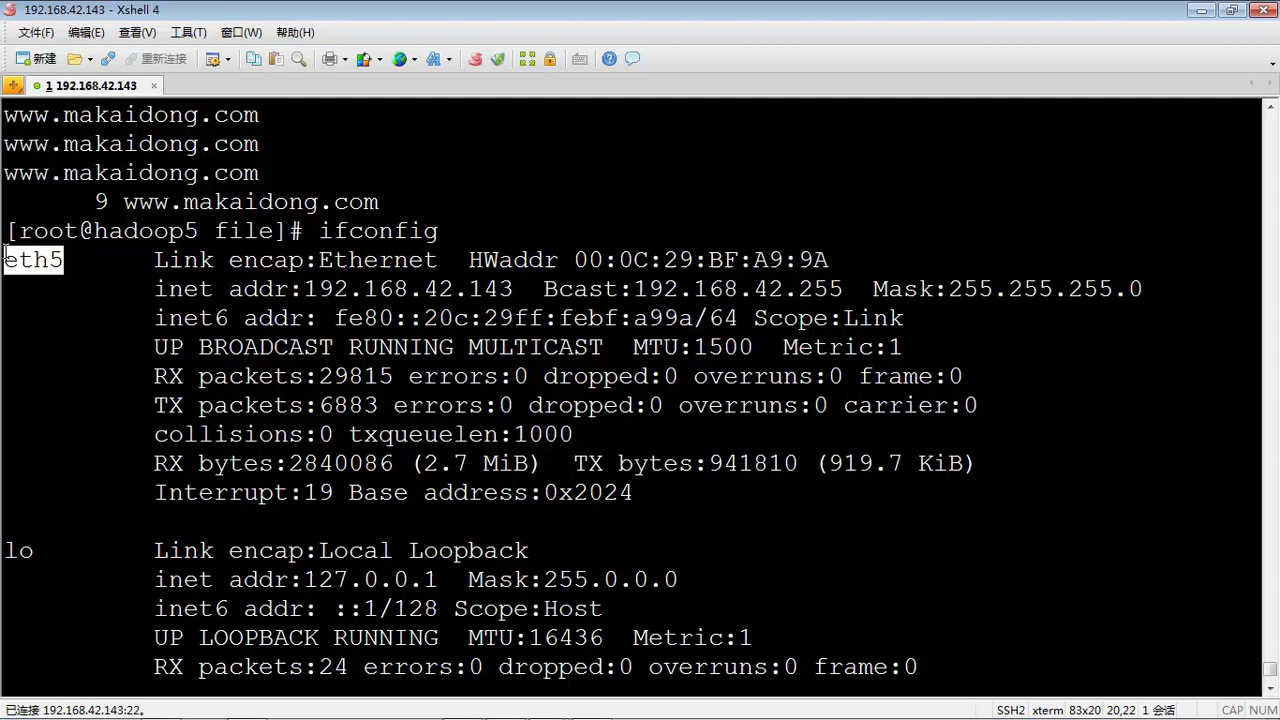 192.168.42.143 - Xshell 4
文件(F) 编辑(E) 查看(V) 工具(T) 窗口(W) 帮助(H)
新建 重新连接
1 192.168.42.143 ×
www.makaidong.com
www.makaidong.com
www.makaidong.com
      9 www.makaidong.com
[root@hadoop5 file]# ifconfig
eth5      Link encap:Ethernet  HWaddr 00:0C:29:BF:A9:9A
          inet addr:192.168.42.143  Bcast:192.168.42.255  Mask:255.255.255.0
          inet6 addr: fe80::20c:29ff:febf:a99a/64 Scope:Link
          UP BROADCAST RUNNING MULTICAST  MTU:1500  Metric:1
          RX packets:29815 errors:0 dropped:0 overruns:0 frame:0
          TX packets:6883 errors:0 dropped:0 overruns:0 carrier:0
          collisions:0 txqueuelen:1000
          RX bytes:2840086 (2.7 MiB)  TX bytes:941810 (919.7 KiB)
          Interrupt:19 Base address:0x2024
lo        Link encap:Local Loopback
          inet addr:127.0.0.1  Mask:255.0.0.0
          inet6 addr: ::1/128 Scope:Host
          UP LOOPBACK RUNNING  MTU:16436  Metric:1
          RX packets:24 errors:0 dropped:0 overruns:0 frame:0
已连接 192.168.42.143:22。 SSH2 xterm 83x20 20,22 1 会话 CAP NUM